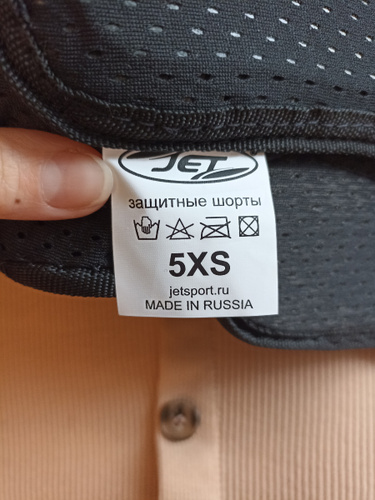 JET
защитные шорты
5XS
jetsport.ru
MADE IN RUSSIA